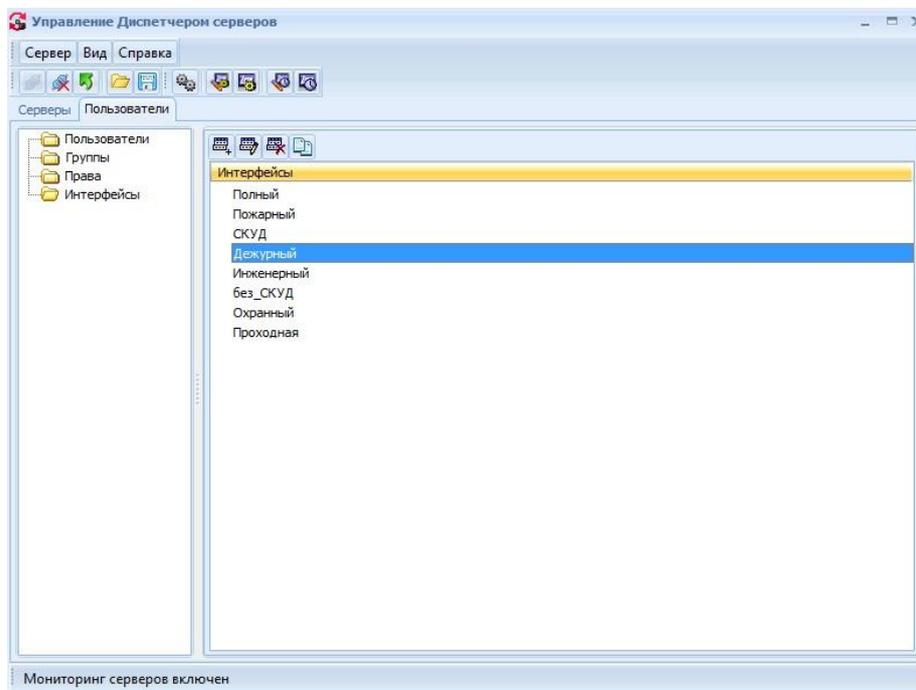 Управление Диспетчером серверов
Сервер Вид Справка
Серверы Пользователи
Пользователи
Группы
Права
Интерфейсы
Интерфейсы
Полный
Пожарный
СКУД
Дежурный
Инженерный
без_СКУД
Охранный
Проходная
Мониторинг серверов включен